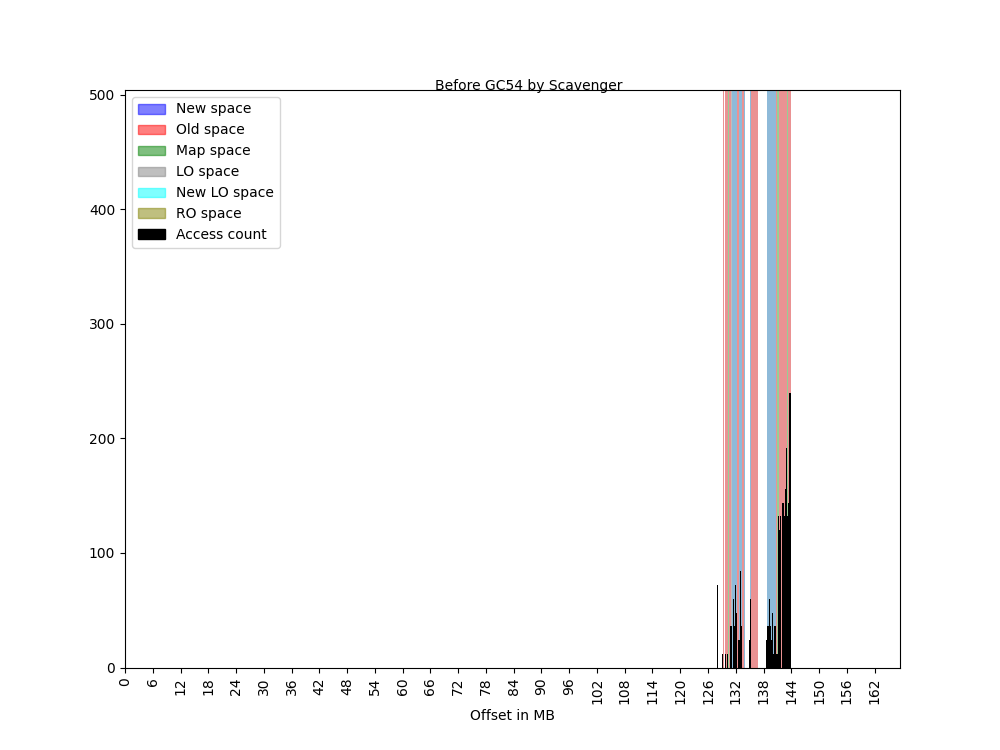 Before GC54 by Scavenger
500
400
300
200
100
0
New space
Old space
Map space
LO space
New LO space
RO space
Access count
0 6 12 18 24 30 36 42 48 54 60 66 72 78 84 90 96 102 108 114 120 126 132 138 144 150 156 162
Offset in MB